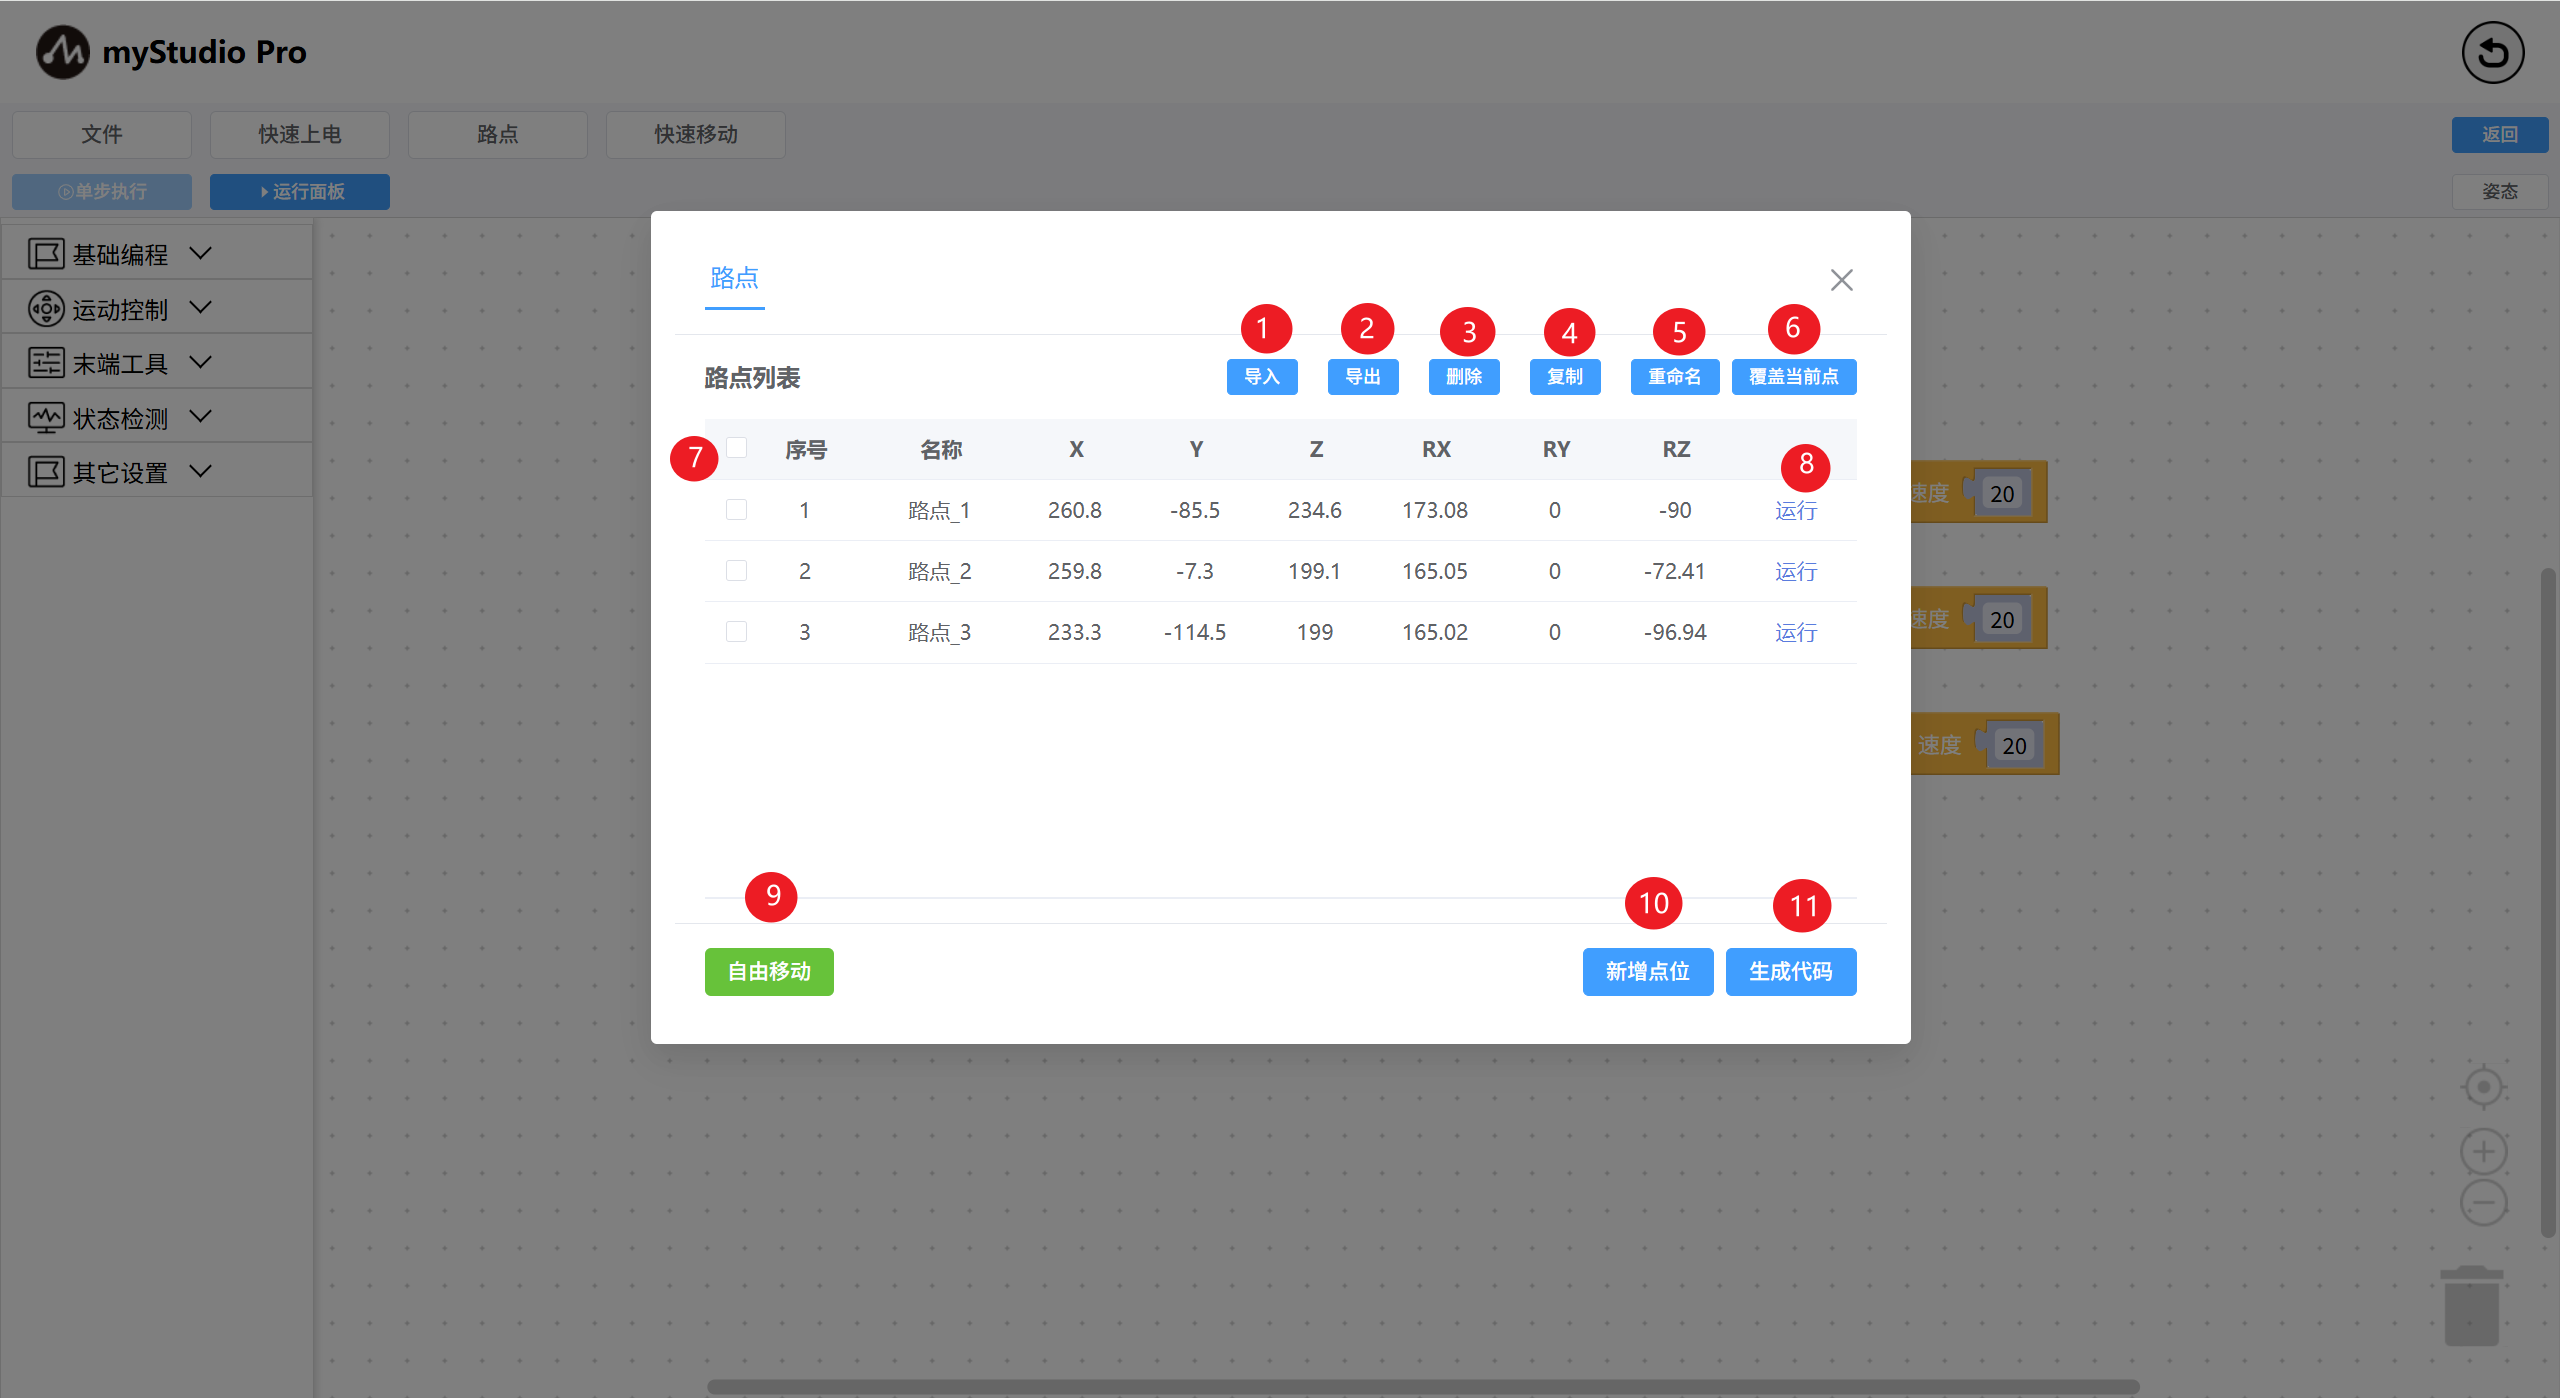 myStudio Pro
文件 快速上电 路点 快速移动 返回
单步执行 运行面板 姿态
基础编程
运动控制
末端工具
状态检测
其它设置
路点
1 2 3 4 5 6
路点列表 导入 导出 删除 复制 重命名 覆盖当前点
7 序号 名称 X Y Z RX RY RZ 8
1 路点_1 260.8 -85.5 234.6 173.08 0 -90 运行
2 路点_2 259.8 -7.3 199.1 165.05 0 -72.41 运行
3 路点_3 233.3 -114.5 199 165.02 0 -96.94 运行
速度 20
速度 20
速度 20
9 10 11
自由移动 新增点位 生成代码